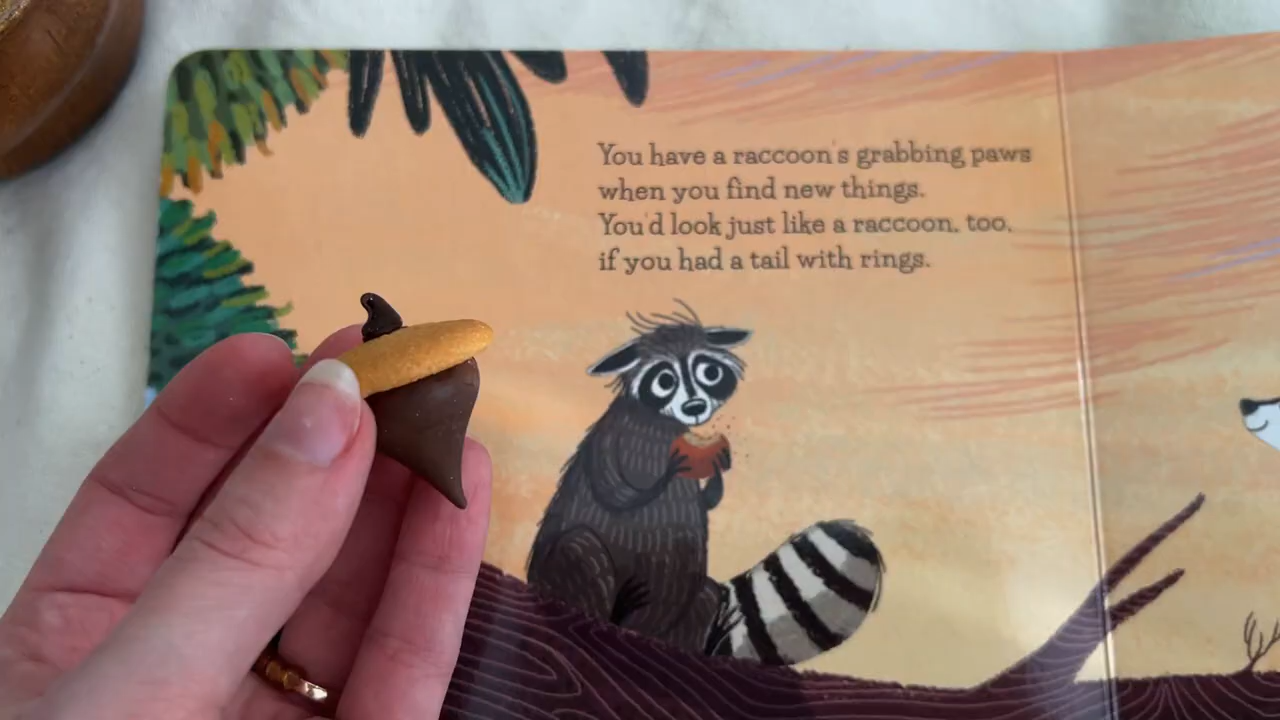 You have a raccoon's grabbing paws
when you find new things.
You'd look just like a raccoon, too,
if you had a tail with rings.